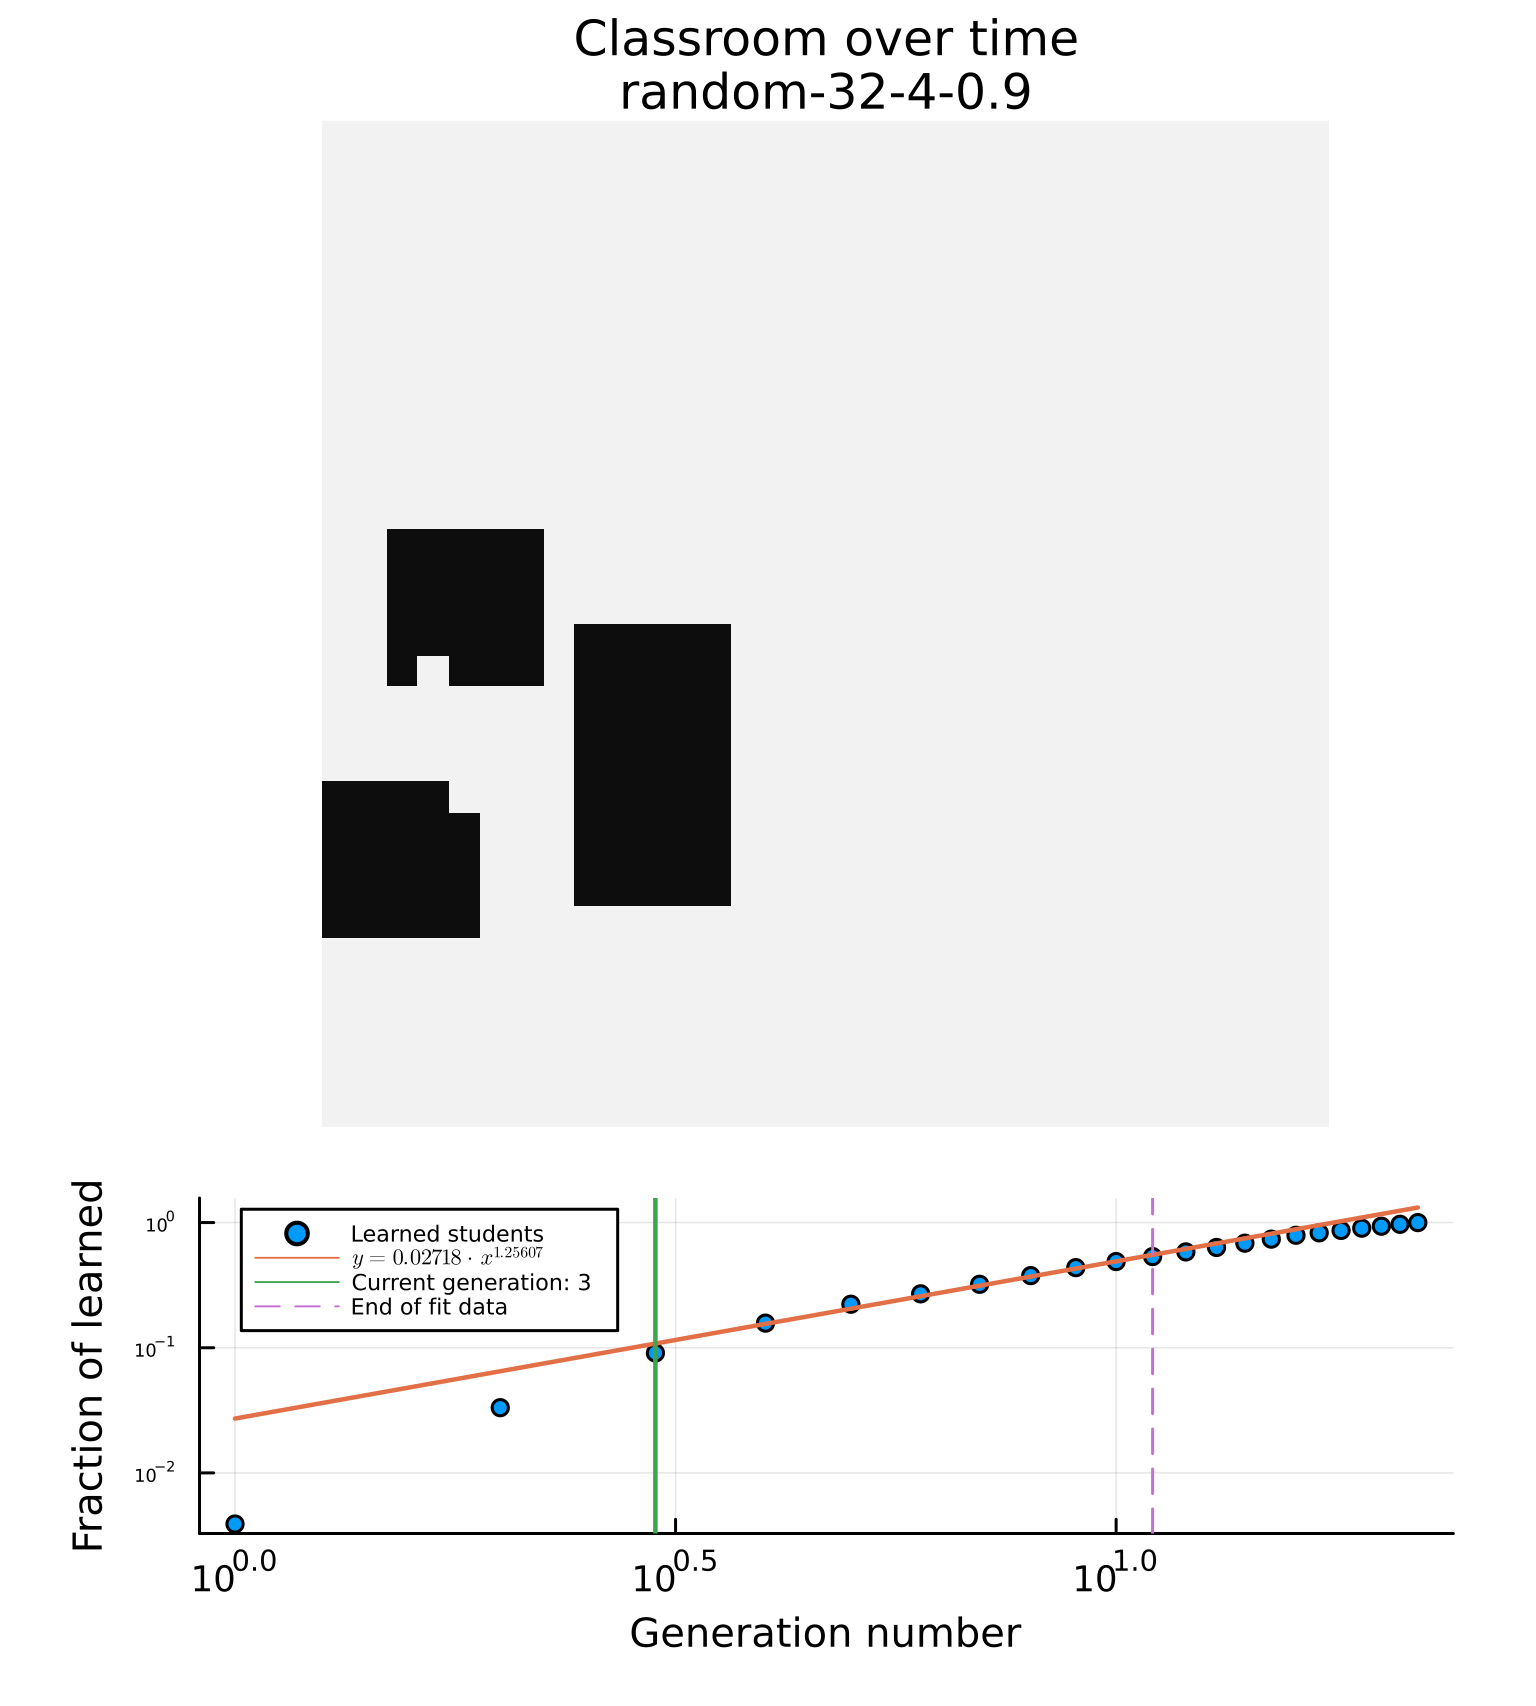 Classroom over time
random-32-4-0.9
Fraction of learned
10⁰
10⁻¹
10⁻²
Learned students
y = 0.02718 · x^1.25607
Current generation: 3
End of fit data
10^0.0
10^0.5
10^1.0
Generation number